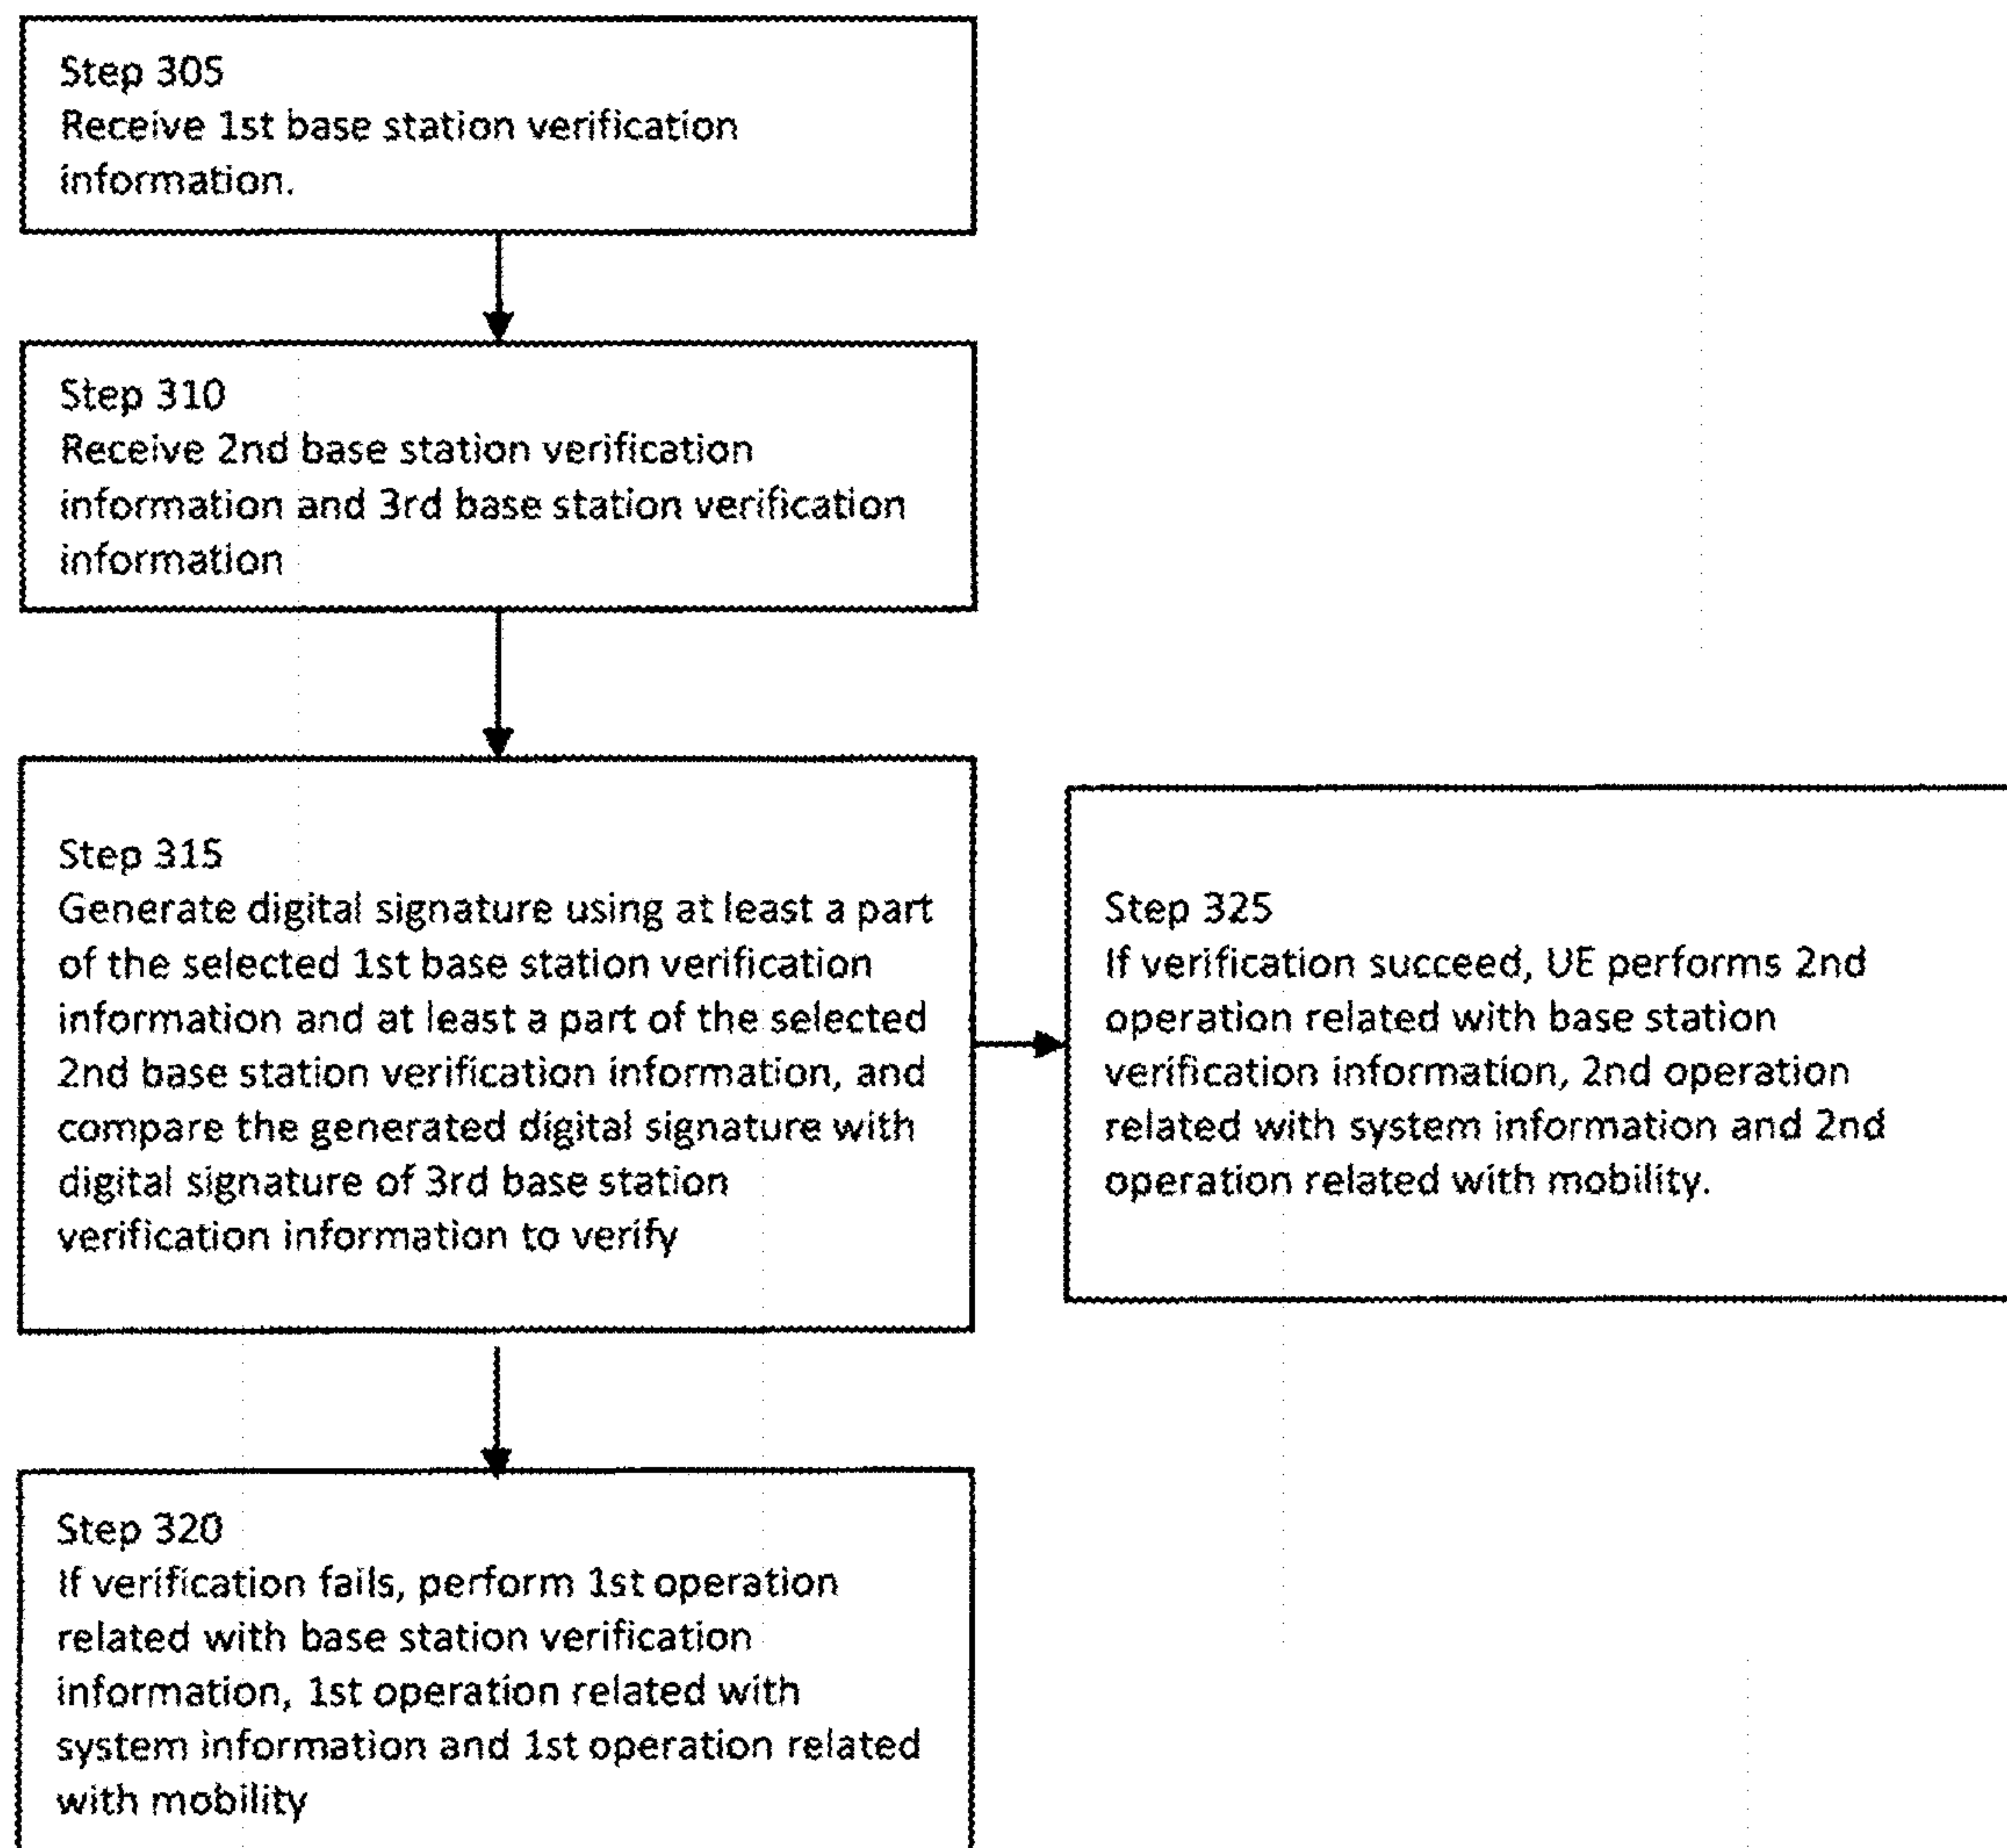 Step 305
Receive 1st base station verification
information.
Step 310
Receive 2nd base station verification
information and 3rd base station verification
information
Step 315
Generate digital signature using at least a part
of the selected 1st base station verification
information and at least a part of the selected
2nd base station verification information, and
compare the generated digital signature with
digital signature of 3rd base station
verification information to verify
Step 325
If verification succeed, UE performs 2nd
operation related with base station
verification information, 2nd operation
related with system information and 2nd
operation related with mobility.
Step 320
If verification fails, perform 1st operation
related with base station verification
information, 1st operation related with
system information and 1st operation related
with mobility